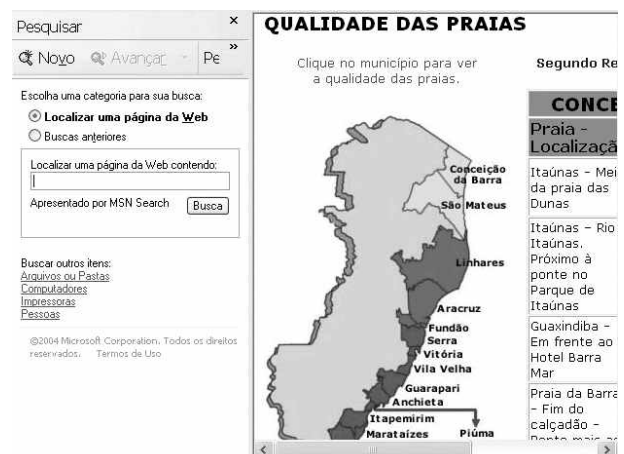 Pesquisar
Novo Avançar Pe
Escolha uma categoria para sua busca:
Localizar uma página da Web
Buscas anteriores
Localizar uma página da Web contendo:
Apresentado por MSN Search Busca
Buscar outros itens:
Arquivos ou Pastas
Computadores
Impressoras
Pessoas
@2004 Microsoft Corporation. Todos os direitos
reservados. Termos de Uso
QUALIDADE DAS PRAIAS
Clique no município para ver
a qualidade das praias.
Conceição
da Barra
São Mateus
Linhares
Aracruz
Fundão
Serra
Vitória
Vila Velha
Guarapari
Anchieta
Itapemirim
Marataízes
Piúma
Segundo Re
CONCE
Praia -
Localizaçã
Itaúnas - Mei
da praia das
Dunas
Itaúnas - Rio
Itaúnas.
Próximo à
ponte no
Parque de
Itaúnas
Guaxindiba -
Em frente ao
Hotel Barra
Mar
Praia da Barra
- Fim do
calçadão -